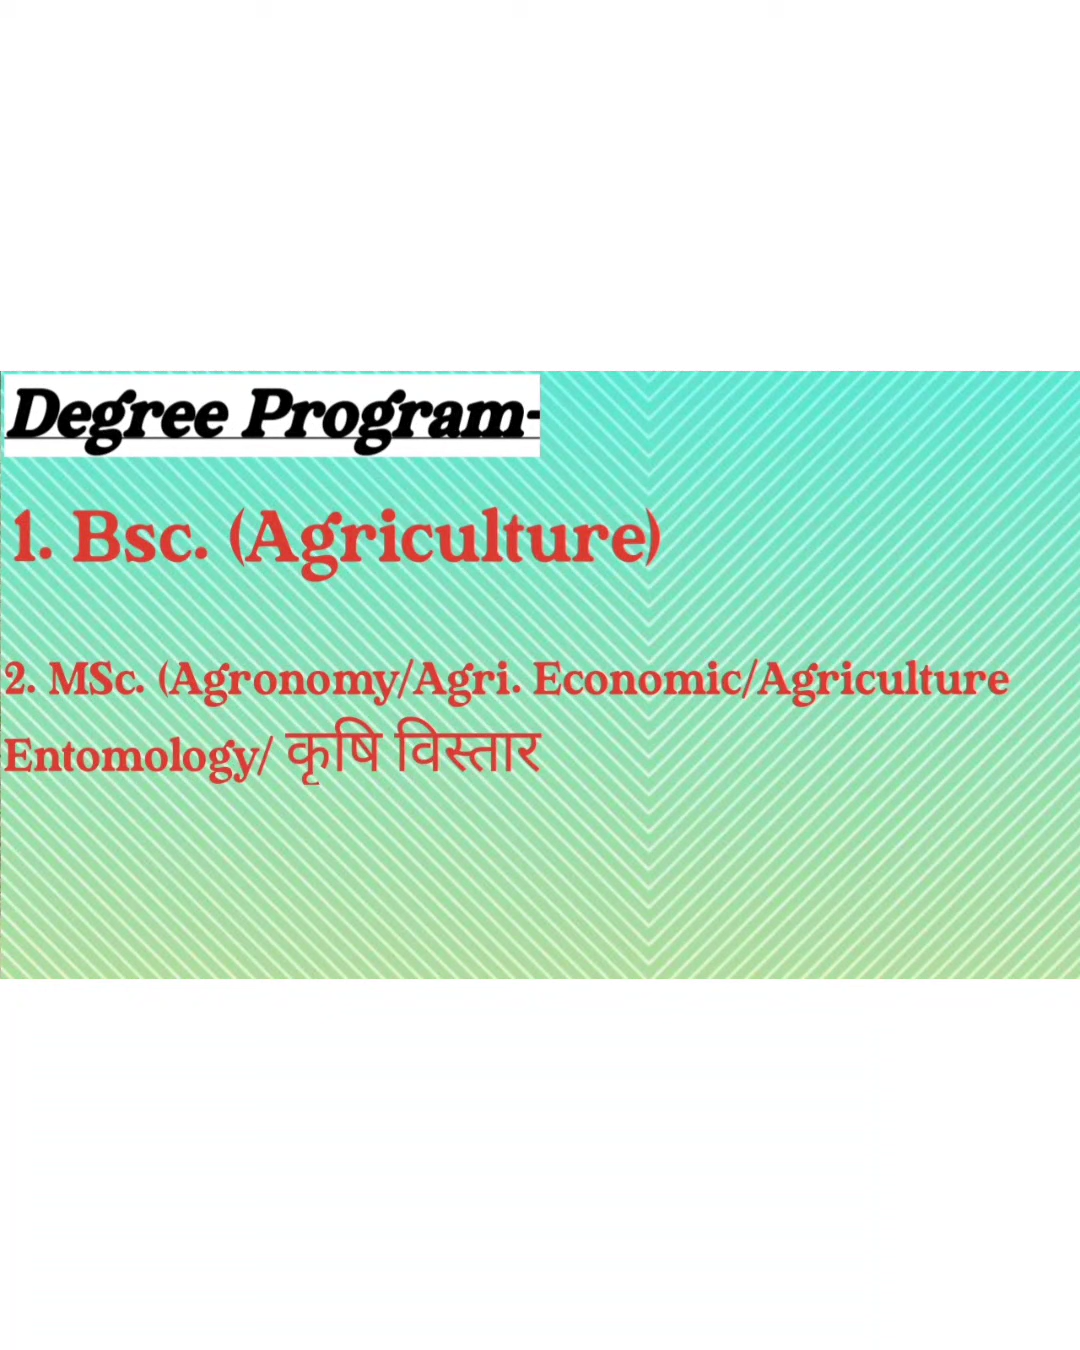 Degree Program-
1. Bsc. (Agriculture)
2. MSc. (Agronomy/Agri. Economic/Agriculture
Entomology/ कृषि विस्तार